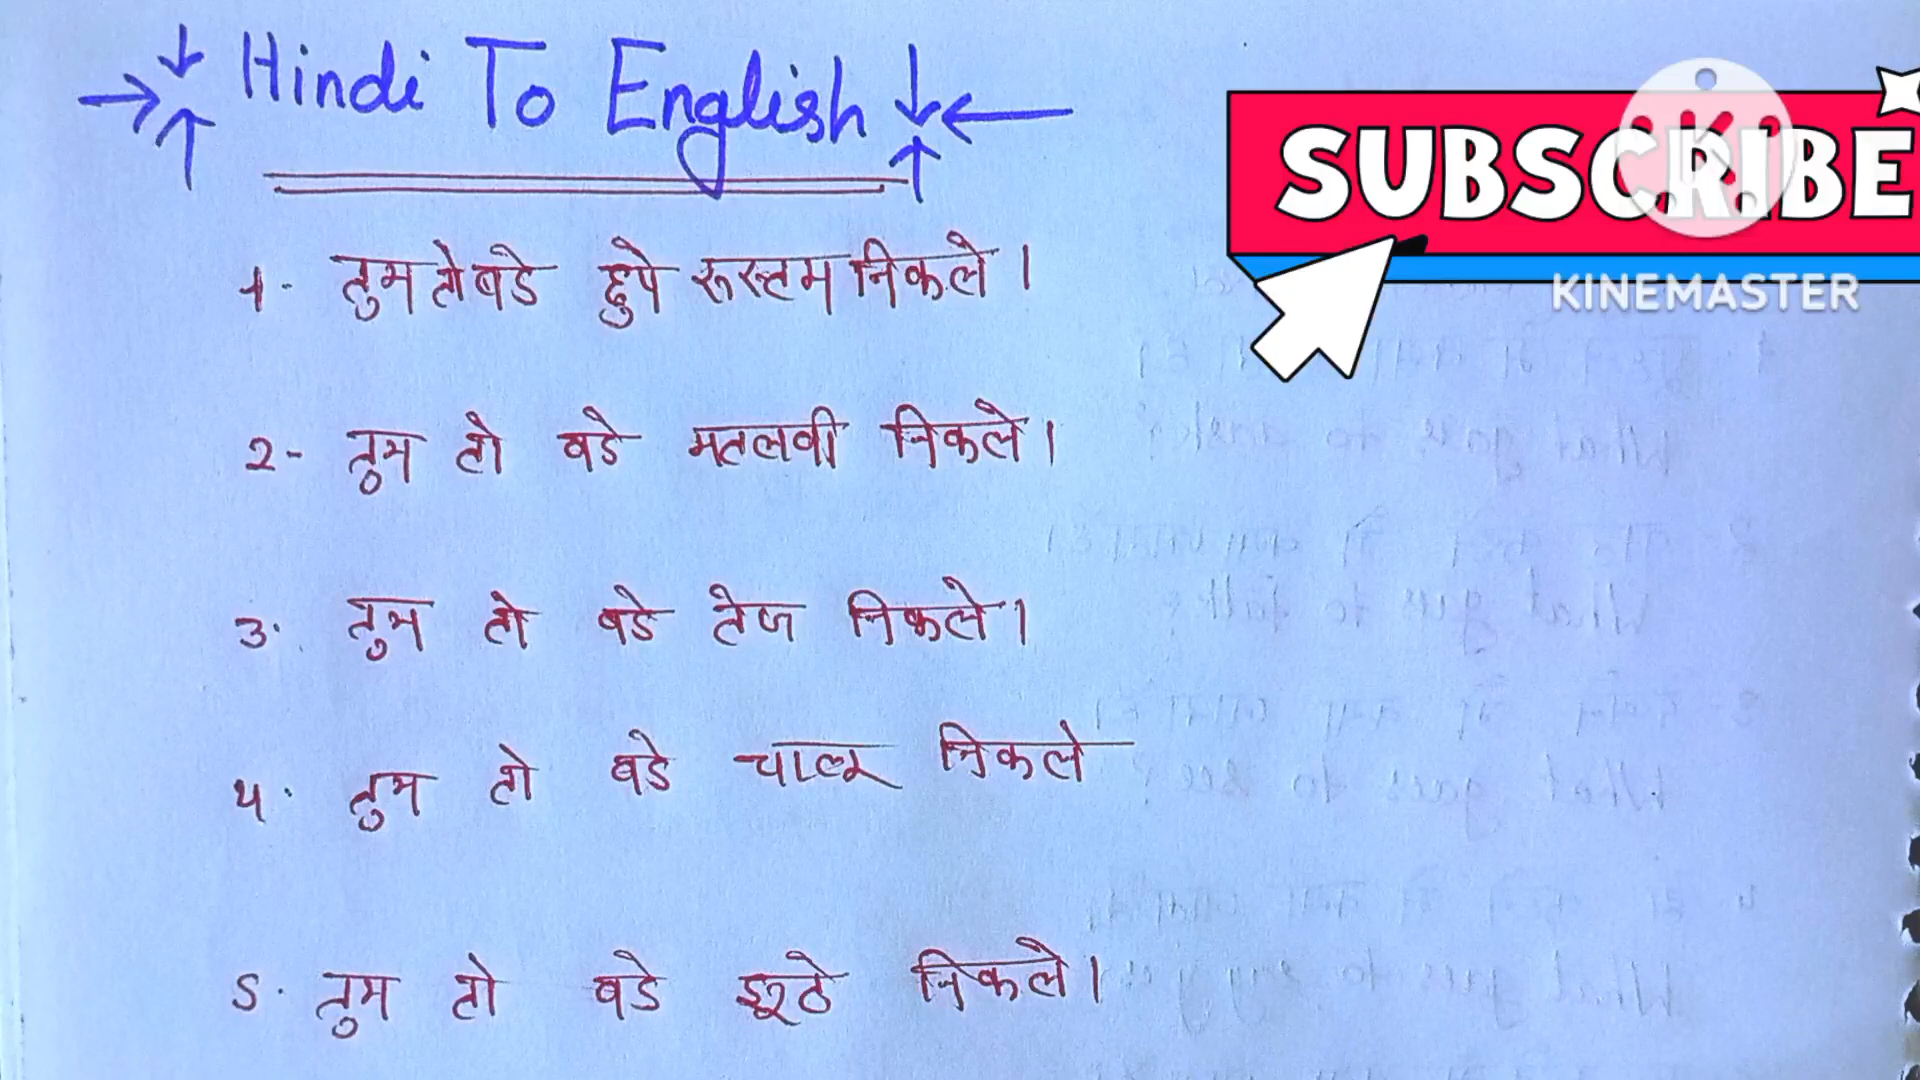 Hindi To English
SUBSCRIBE
KINEMASTER
1- तुम तो बडे छुपे रूस्तम निकले।
2- तुम तो बडे मतलबी निकले।
3. तुम तो बडे तेज निकले।
4. तुम तो बडे चालू निकले
5. तुम तो बडे झूठे निकले।